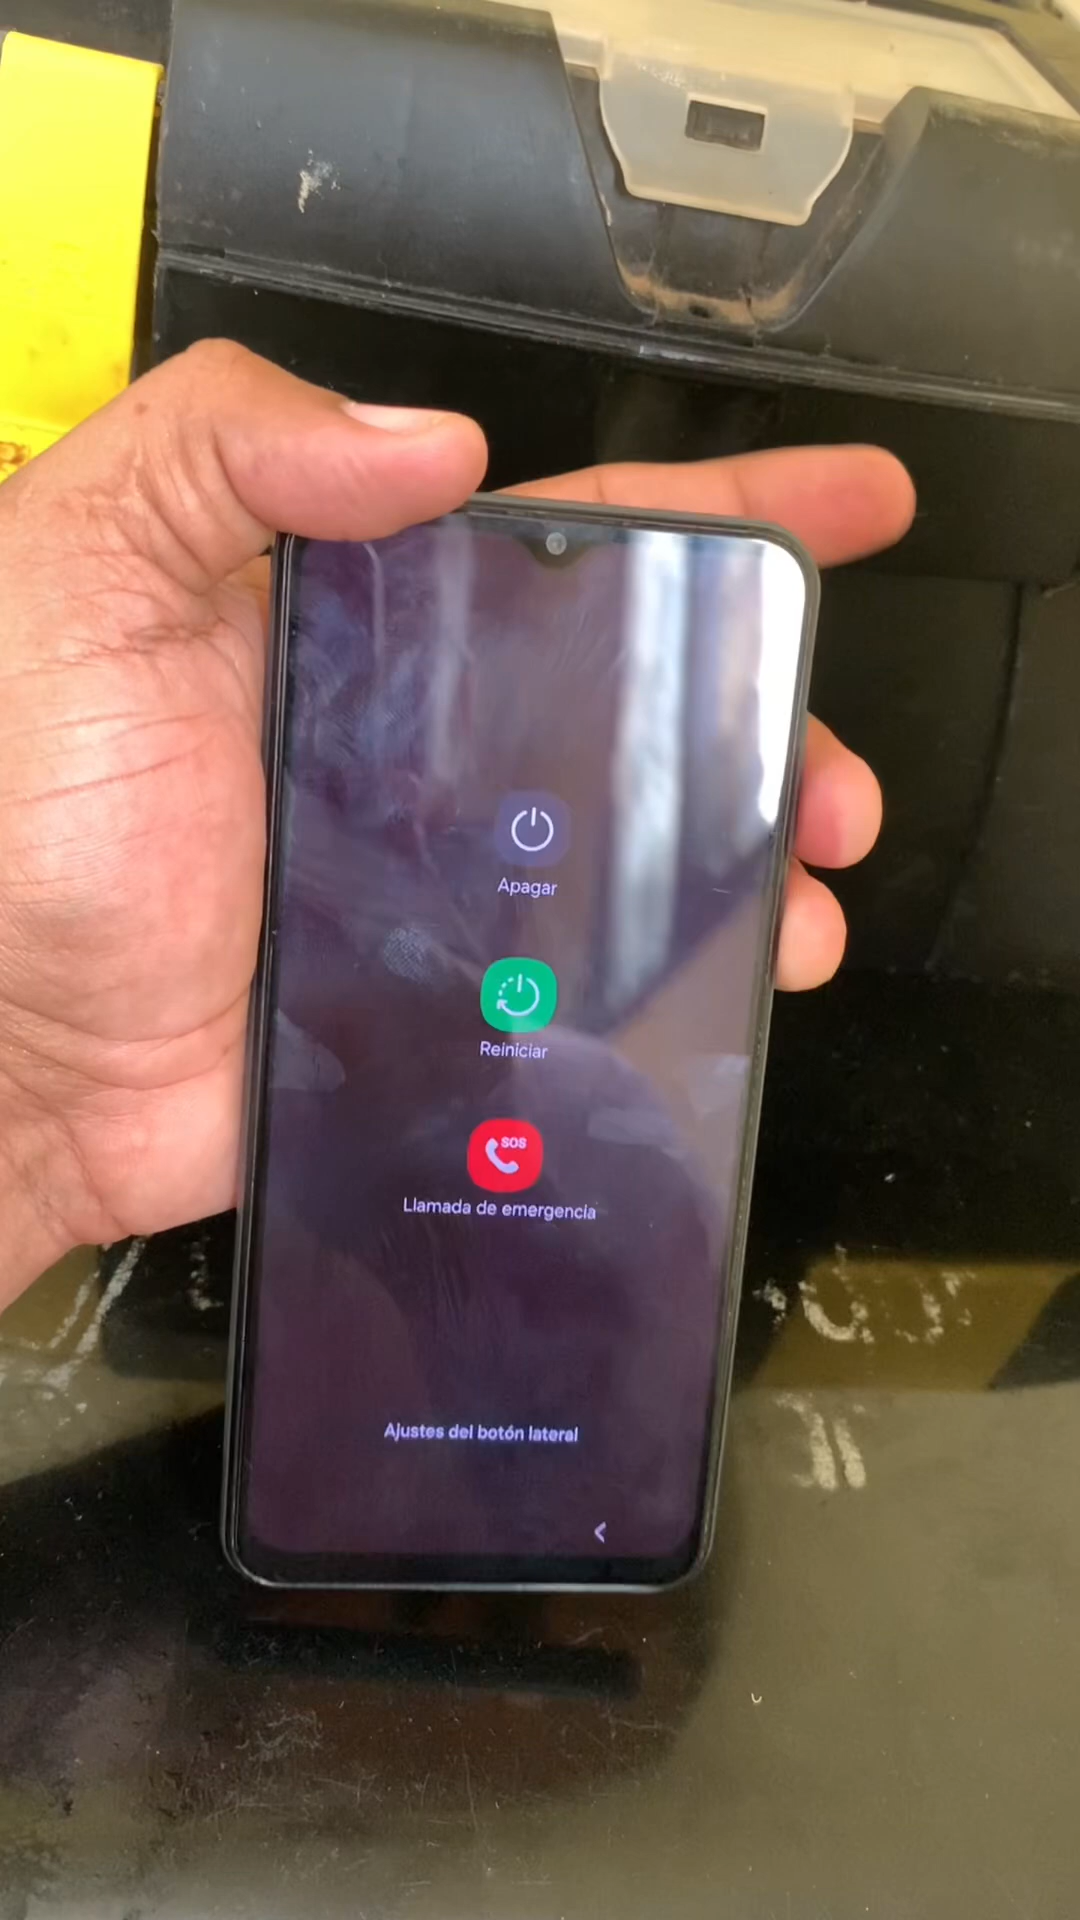 Apagar
Reiniciar
SOS
Llamada de emergencia
Ajustes del botón lateral